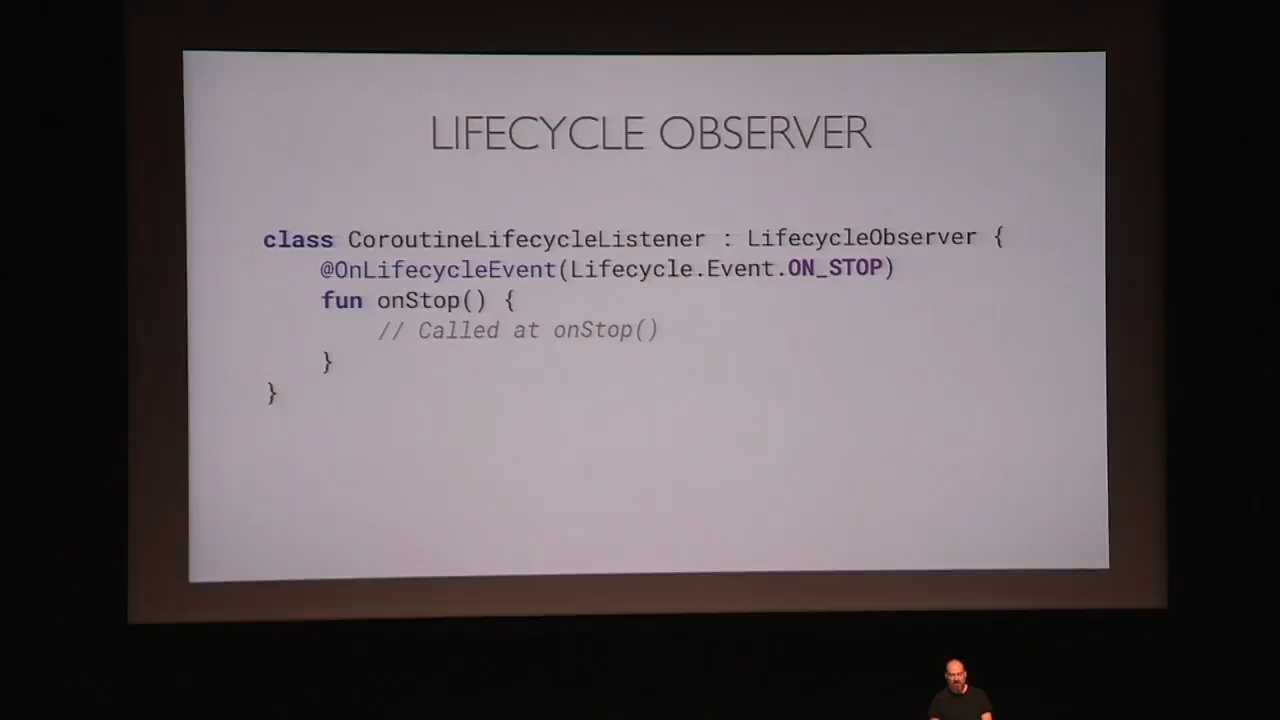 LIFECYCLE OBSERVER
class CoroutineLifecycleListener : LifecycleObserver {
    @OnLifecycleEvent(Lifecycle.Event.ON_STOP)
    fun onStop() {
        // Called at onStop()
    }
}